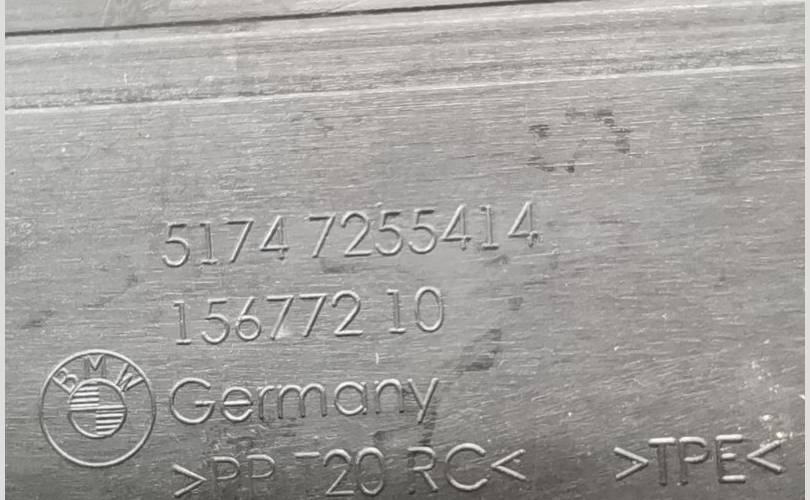 5174 7255414
156772 10
BMW Germany
>PP T20 RC< >TPE<